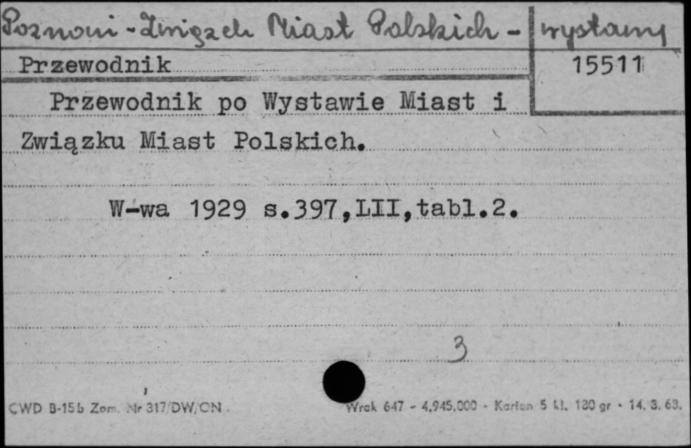 Poznań - Związek Miast Polskich - wystawy
Przewodnik 15511
Przewodnik po Wystawie Miast i
Związku Miast Polskich.
W-wa 1929 s.397,LII,tabl.2.
3
CWD B-15b Zam. Nr 317/DW/CN. Wrak 647 - 4.945.000 - Karton 5 kl. 120 gr - 14. 3. 63.